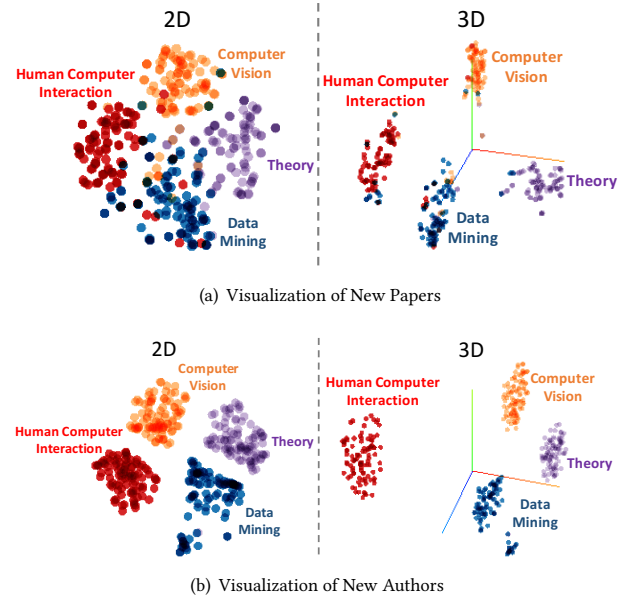 2D
3D
Computer
Vision
Human Computer
Interaction
Theory
Data
Mining
Computer
Vision
Human Computer
Interaction
Theory
Data
Mining
(a) Visualization of New Papers
2D
3D
Computer
Vision
Human Computer
Interaction
Theory
Data
Mining
Human Computer
Interaction
Computer
Vision
Theory
Data
Mining
(b) Visualization of New Authors